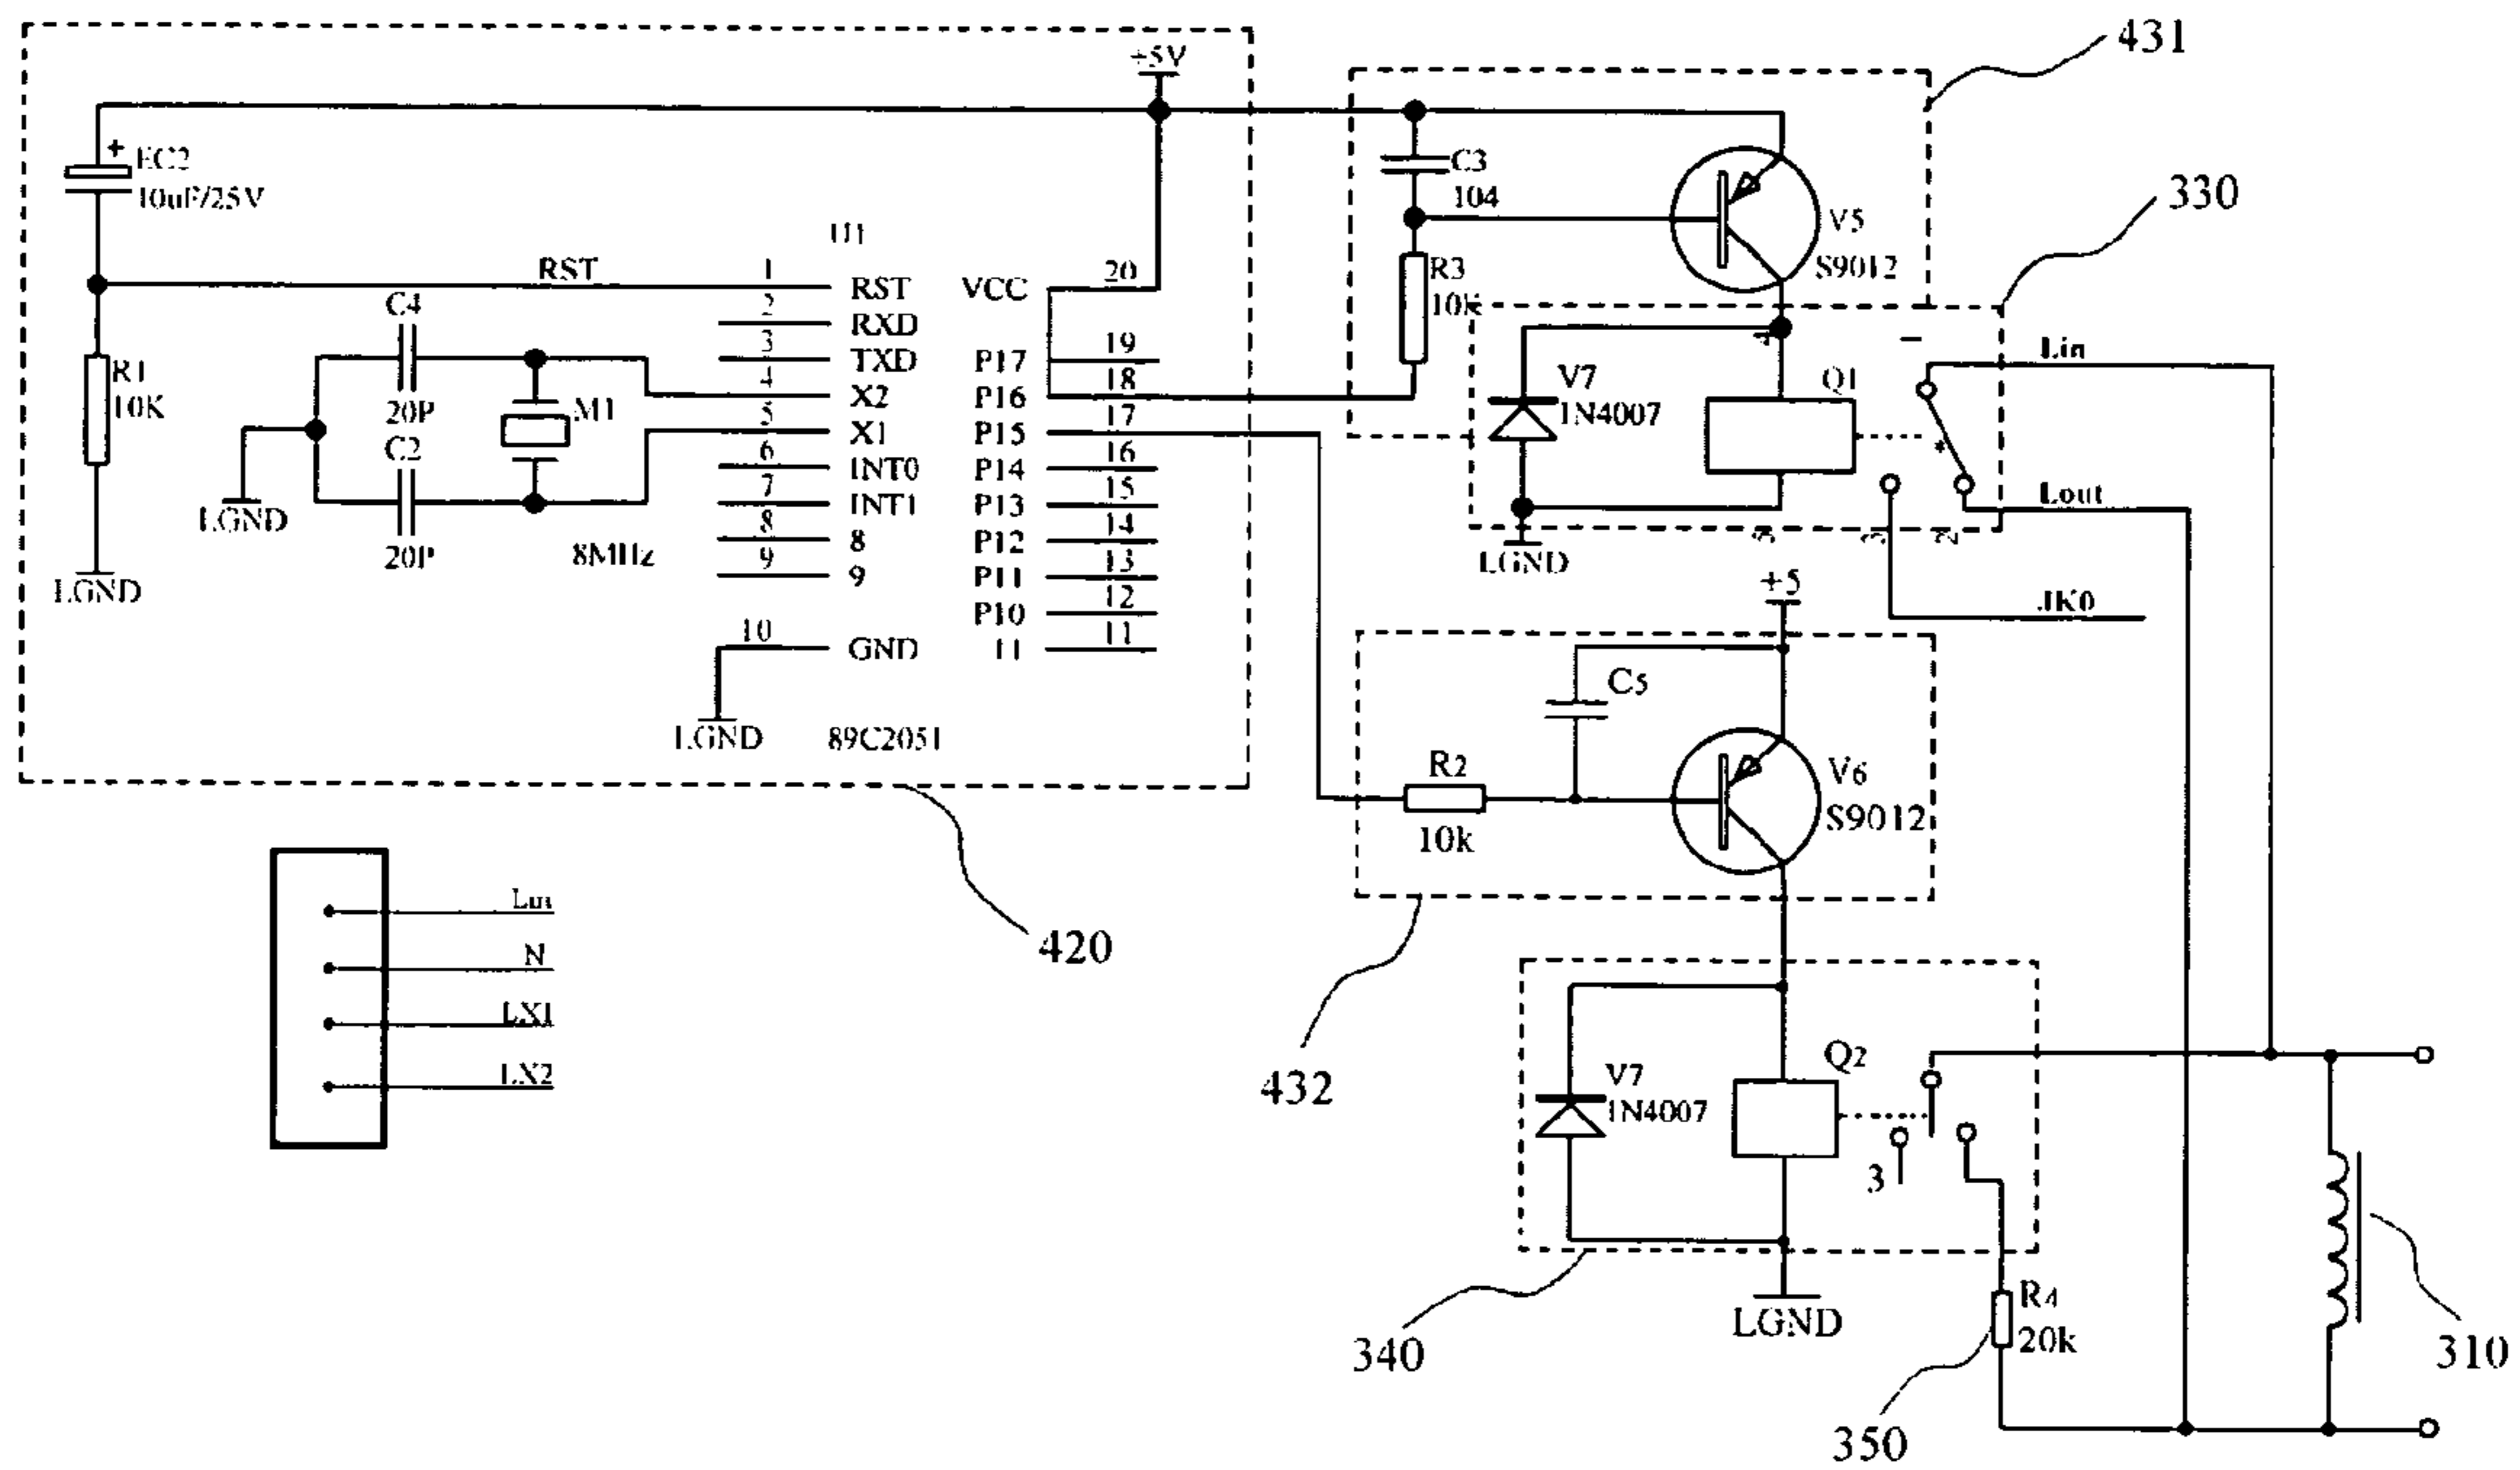 431
+5V
+ EC2
10uF/25V
C3
104
330
V5
S9012
U1
R3
10K
RST
1
RST
VCC
20
2
RXD
C4
3
TXD
P17
19
4
X2
P16
18
R1
10K
20P
M1
5
X1
P15
17
C2
6
INT0
P14
16
7
INT1
P13
15
LGND
8
8
P12
14
20P
8MHz
9
9
P11
13
LGND
P10
12
10
GND
11
11
LGND
89C2051
4
Lin
V7
1N4007
Q1
*
Lout
LGND
3
2
JK0
+5
C5
R2
10k
V6
S9012
420
432
Lin
N
LX1
LX2
Q2
V7
1N4007
3
LGND
340
R4
20k
350
310